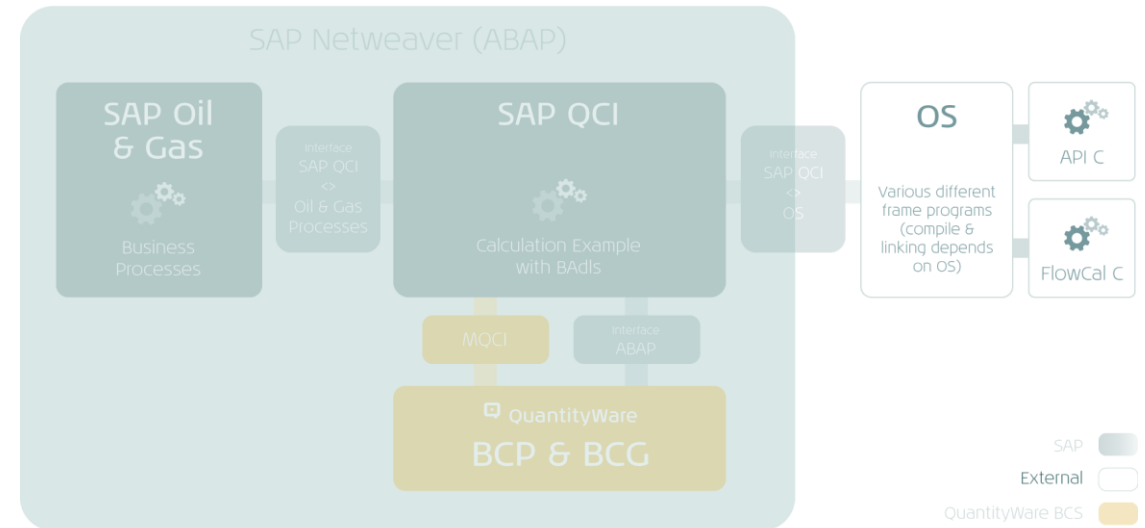 SAP Netweaver (ABAP)
SAP Oil
& Gas
Business
Processes
Interface
SAP QCI
<>
Oil & Gas
Processes
SAP QCI
Calculation Example
with BAdIs
Interface
SAP QCI
<>
OS
OS
Various different
frame programs
(compile &
linking depends
on OS)
API C
FlowCal C
MQCI
Interface
ABAP
QuantityWare
BCP & BCG
SAP
External
QuantityWare BCS